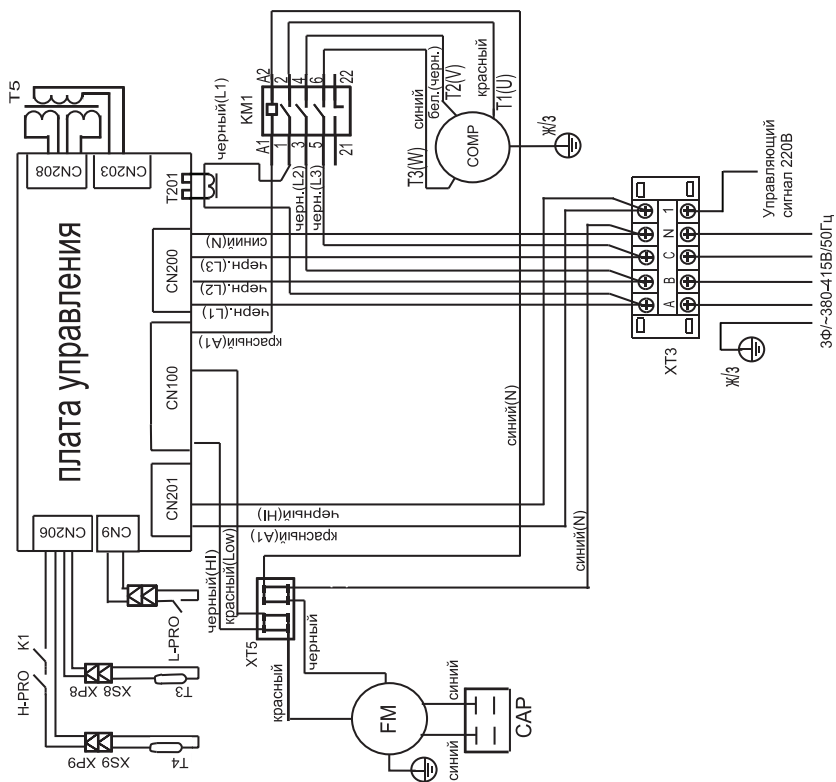 T5
CN208
CN203
плата управления
T201
CN200
CN100
CN201
CN206
CN9
черный(L1)
KM1
A1
1
3
5
21
A2
2
4
6
22
черн.(L2)
черн.(L3)
синий(N)
черн.(L3)
черн.(L2)
черн.(L1)
красный(A1)
синий
бел.(черн.)
красный
T3(W)
T2(V)
T1(U)
COMP
Ж/З
A
B
C
N
1
XT3
Управляющий
сигнал 220В
3Ф/~380-415В/50Гц
Ж/З
синий(N)
черный(HI)
красный(A1)
синий(N)
черный(HI)
красный(Low)
XT5
красный
черный
FM
синий
синий
CAP
H-PRO
K1
L-PRO
XP8
XS8
T3
XP9
XS9
T4